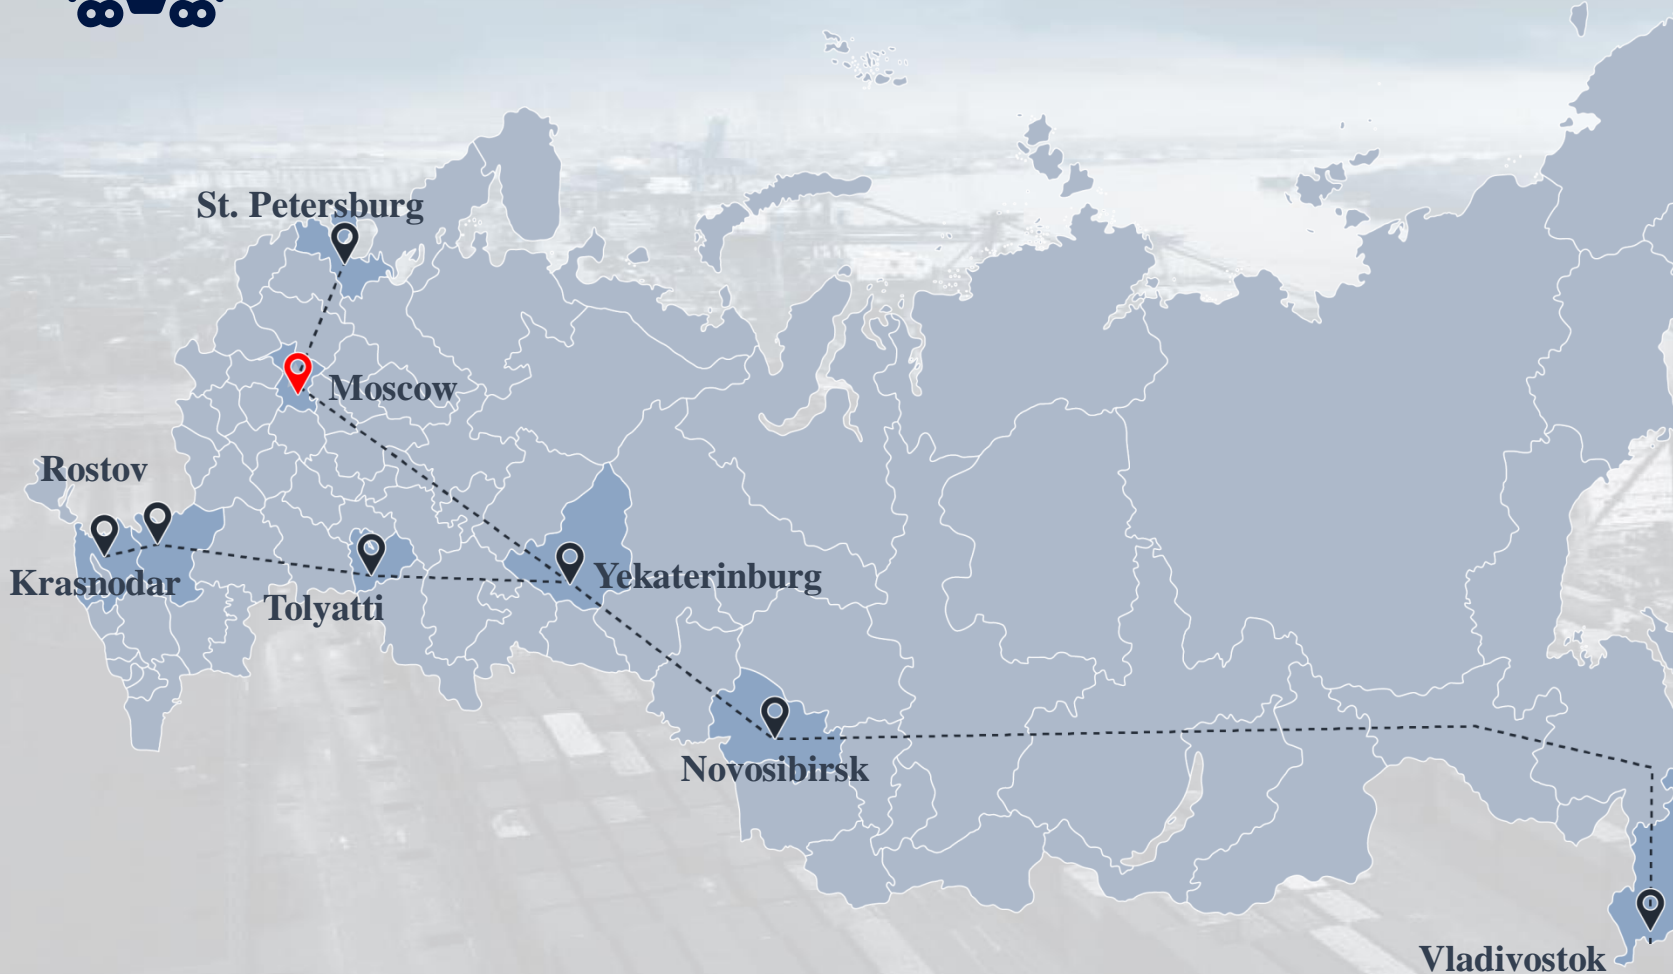 St. Petersburg
Moscow
Rostov
Krasnodar
Tolyatti
Yekaterinburg
Novosibirsk
Vladivostok